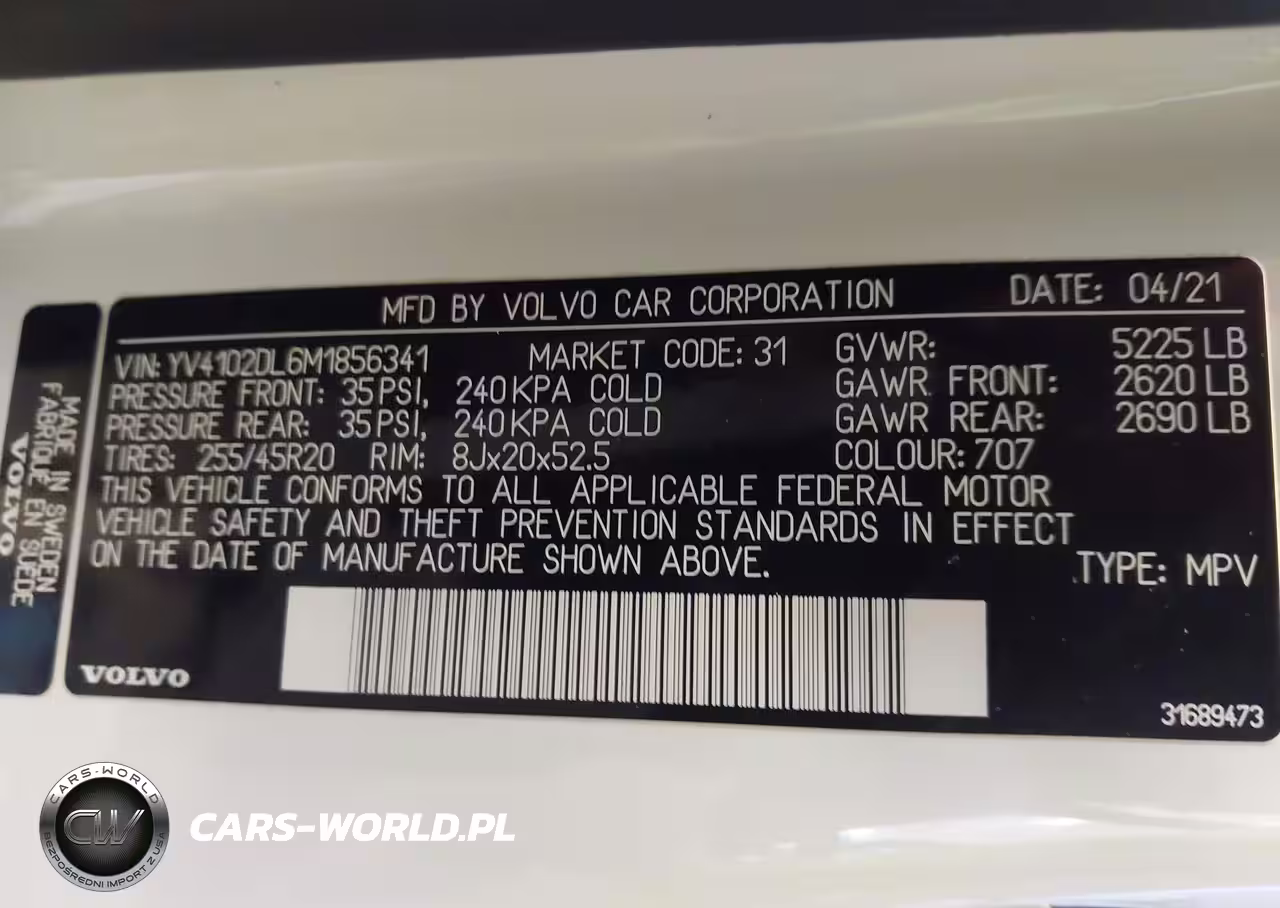 MFD BY VOLVO CAR CORPORATION DATE: 04/21
VIN: YV4102DL6M1856341 MARKET CODE: 31 GVWR: 5225 LB
PRESSURE FRONT: 35 PSI, 240 KPA COLD GAWR FRONT: 2620 LB
PRESSURE REAR: 35 PSI, 240 KPA COLD GAWR REAR: 2690 LB
TIRES: 255/45R20 RIM: 8Jx20x52.5 COLOUR: 707
THIS VEHICLE CONFORMS TO ALL APPLICABLE FEDERAL MOTOR
VEHICLE SAFETY AND THEFT PREVENTION STANDARDS IN EFFECT
ON THE DATE OF MANUFACTURE SHOWN ABOVE.
TYPE: MPV
VOLVO
31689473
MADE IN SWEDEN
FABRIQUE EN SUEDE
VOLVO
CARS-WORLD
CW
BEZPOŚREDNI IMPORT Z USA
CARS-WORLD.PL